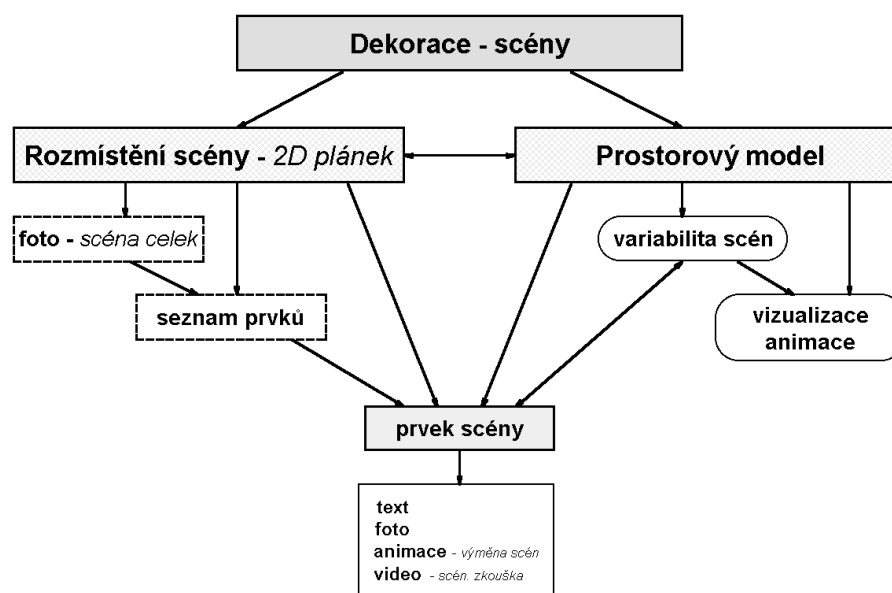 Dekorace - scény
Rozmístění scény - 2D plánek
Prostorový model
foto - scéna celek
variabilita scén
seznam prvků
vizualizace
animace
prvek scény
text
foto
animace - výměna scén
video - scén. zkouška